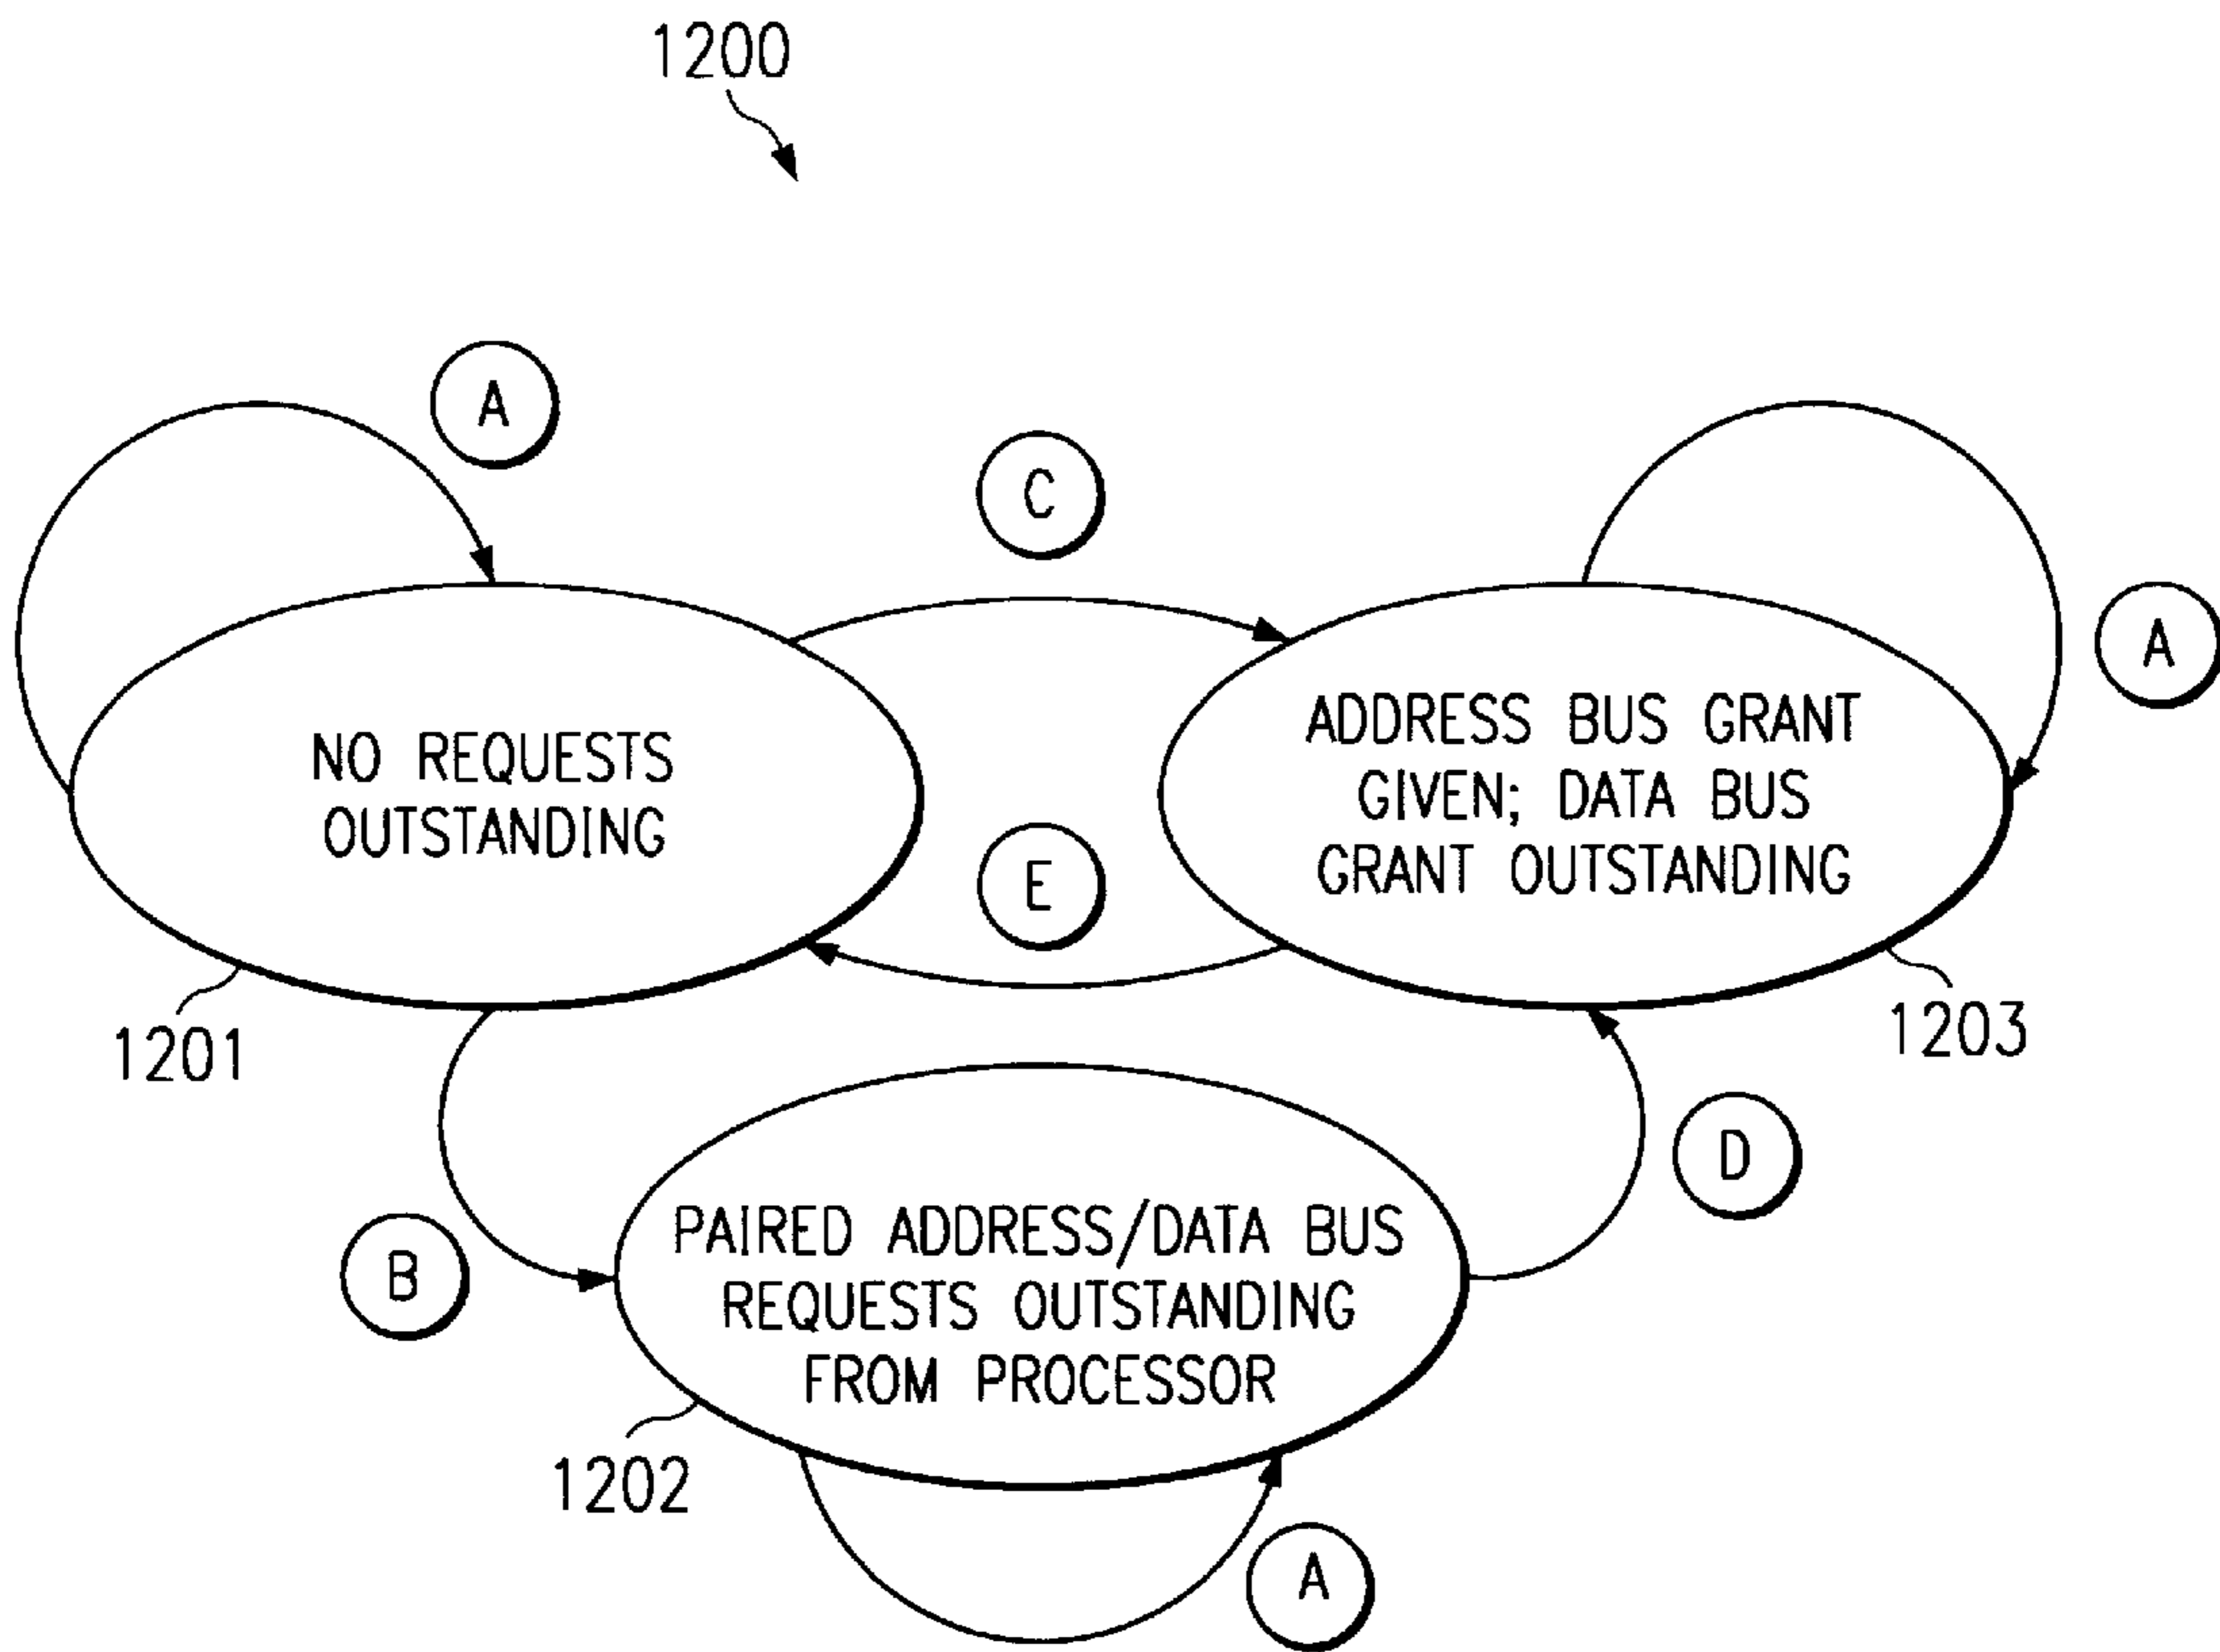 1200
A
C
A
NO REQUESTS
OUTSTANDING
ADDRESS BUS GRANT
GIVEN; DATA BUS
GRANT OUTSTANDING
E
1201
1203
D
B
PAIRED ADDRESS/DATA BUS
REQUESTS OUTSTANDING
FROM PROCESSOR
1202
A